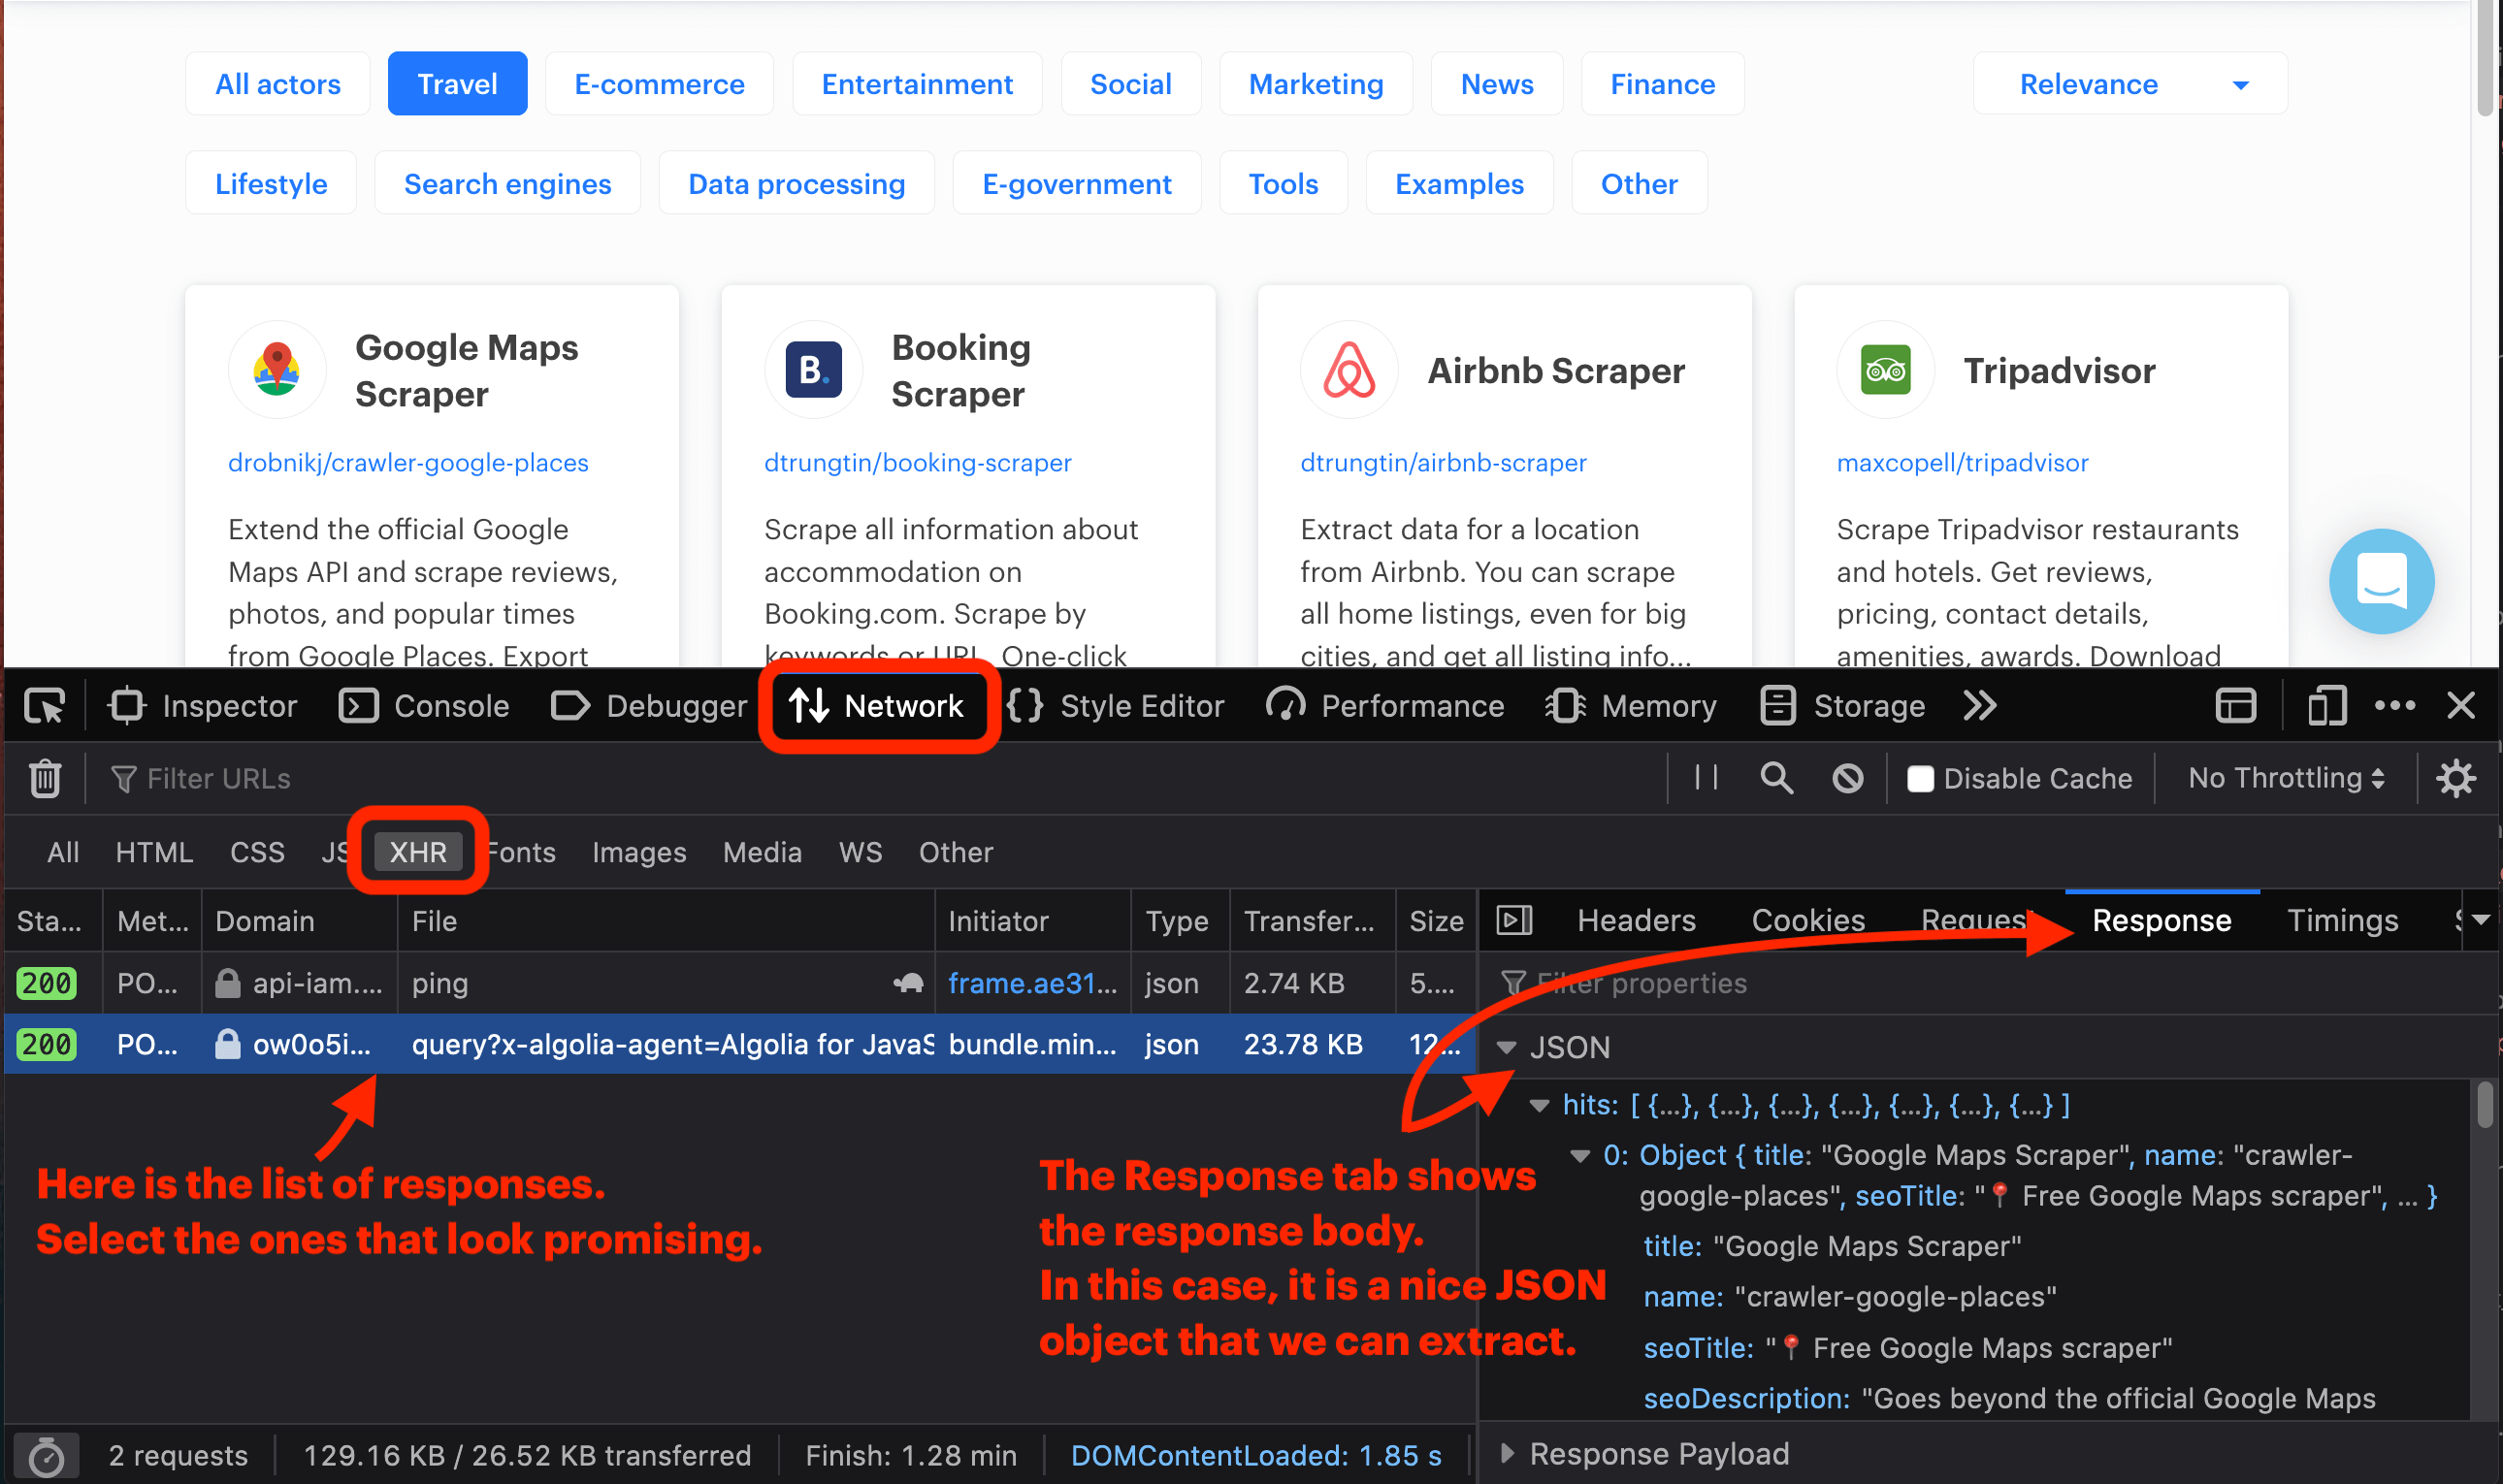 All actors Travel E-commerce Entertainment Social Marketing News Finance Relevance
Lifestyle Search engines Data processing E-government Tools Examples Other
Google Maps
Scraper
drobnikj/crawler-google-places
Extend the official Google
Maps API and scrape reviews,
photos, and popular times
from Google Places. Export
Booking
Scraper
B.
dtrungtin/booking-scraper
Scrape all information about
accommodation on
Booking.com. Scrape by
keywords or URL. One-click
Airbnb Scraper
dtrungtin/airbnb-scraper
Extract data for a location
from Airbnb. You can scrape
all home listings, even for big
cities, and get all listing info...
Tripadvisor
maxcopell/tripadvisor
Scrape Tripadvisor restaurants
and hotels. Get reviews,
pricing, contact details,
amenities, awards. Download
Inspector Console Debugger Network Style Editor Performance Memory Storage
Filter URLs Disable Cache No Throttling
All HTML CSS JS XHR Fonts Images Media WS Other
Sta... Met... Domain File Initiator Type Transfer... Size
200 PO... api-iam.... ping frame.ae31... json 2.74 KB 5....
200 PO... ow0o5i... query?x-algolia-agent=Algolia for JavaS bundle.min... json 23.78 KB 12...
Here is the list of responses.
Select the ones that look promising.
The Response tab shows
the response body.
In this case, it is a nice JSON
object that we can extract.
Headers Cookies Request Response Timings
Filter properties
JSON
hits: [ {...}, {...}, {...}, {...}, {...}, {...}, {...} ]
0: Object { title: "Google Maps Scraper", name: "crawler-
google-places", seoTitle: "📍 Free Google Maps scraper", ... }
title: "Google Maps Scraper"
name: "crawler-google-places"
seoTitle: "📍 Free Google Maps scraper"
seoDescription: "Goes beyond the official Google Maps
Response Payload
2 requests 129.16 KB / 26.52 KB transferred Finish: 1.28 min DOMContentLoaded: 1.85 s